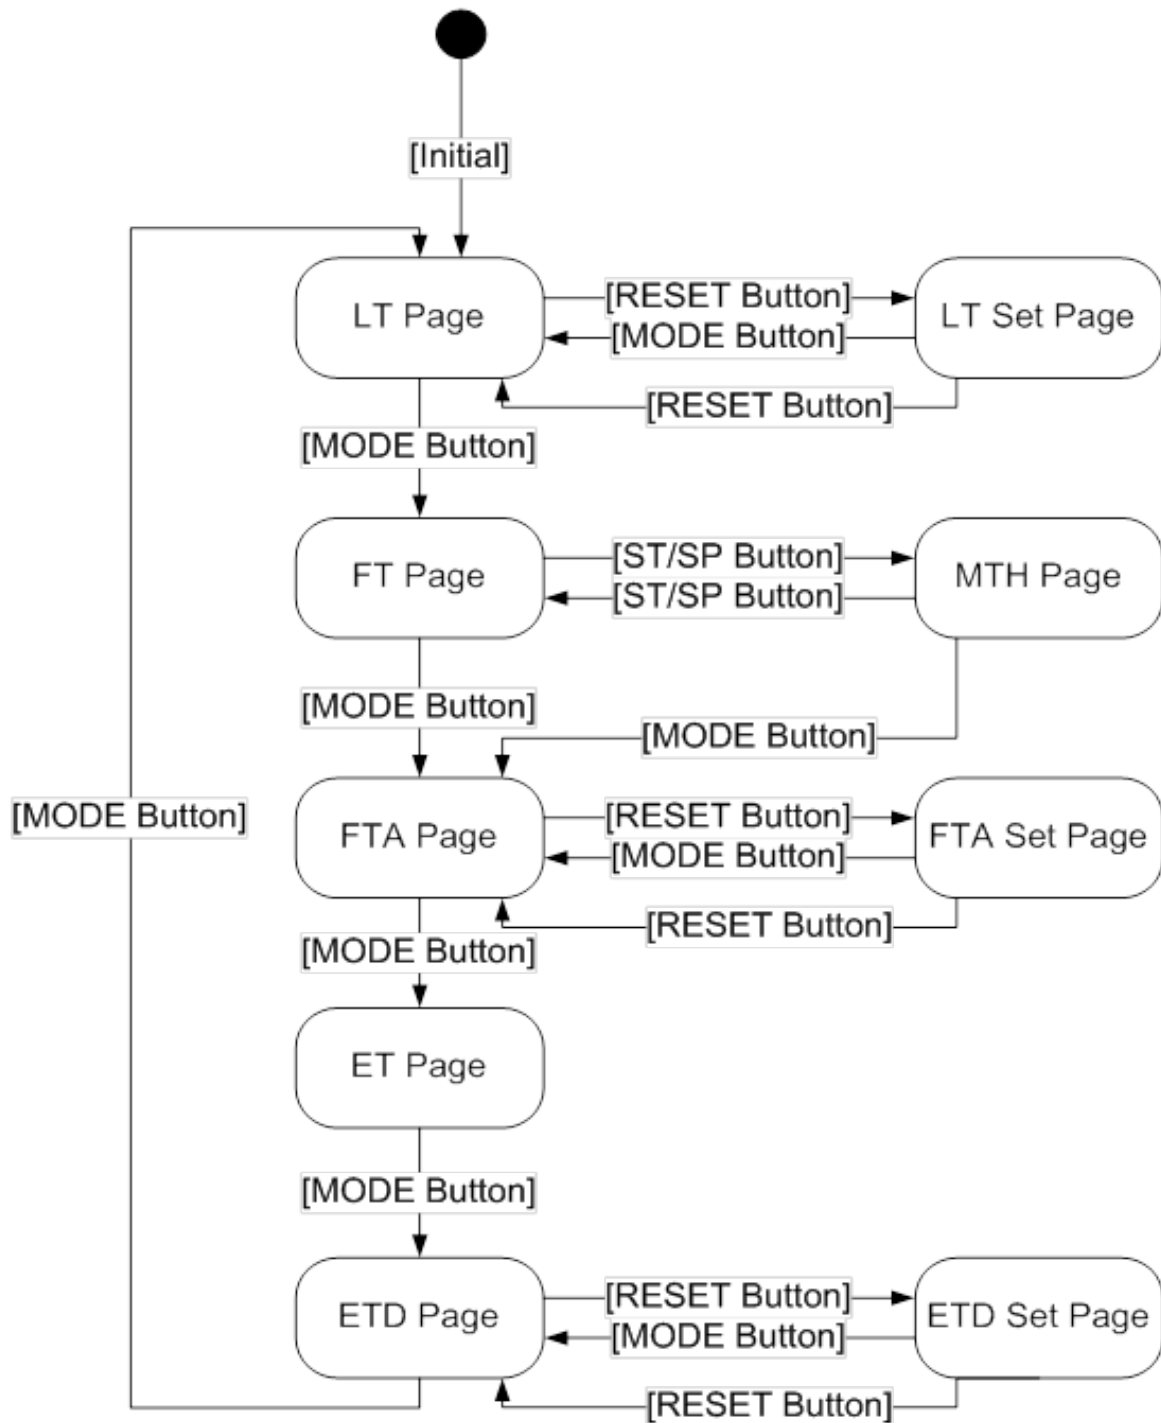 [Initial]
LT Page
[RESET Button]
[MODE Button]
LT Set Page
[RESET Button]
[MODE Button]
FT Page
[ST/SP Button]
[ST/SP Button]
MTH Page
[MODE Button]
[MODE Button]
[MODE Button]
FTA Page
[RESET Button]
[MODE Button]
FTA Set Page
[RESET Button]
[MODE Button]
ET Page
[MODE Button]
ETD Page
[RESET Button]
[MODE Button]
ETD Set Page
[RESET Button]